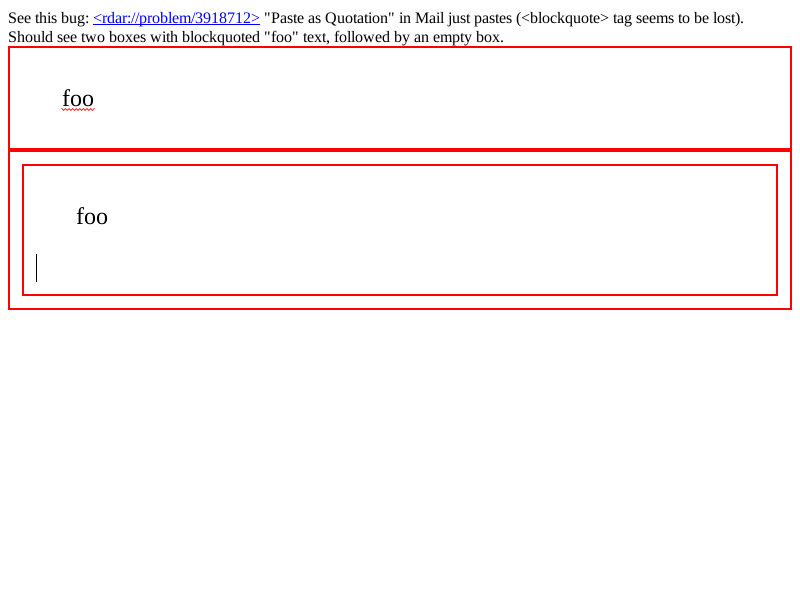 See this bug: <rdar://problem/3918712> "Paste as Quotation" in Mail just pastes (<blockquote> tag seems to be lost).
Should see two boxes with blockquoted "foo" text, followed by an empty box.
foo
foo